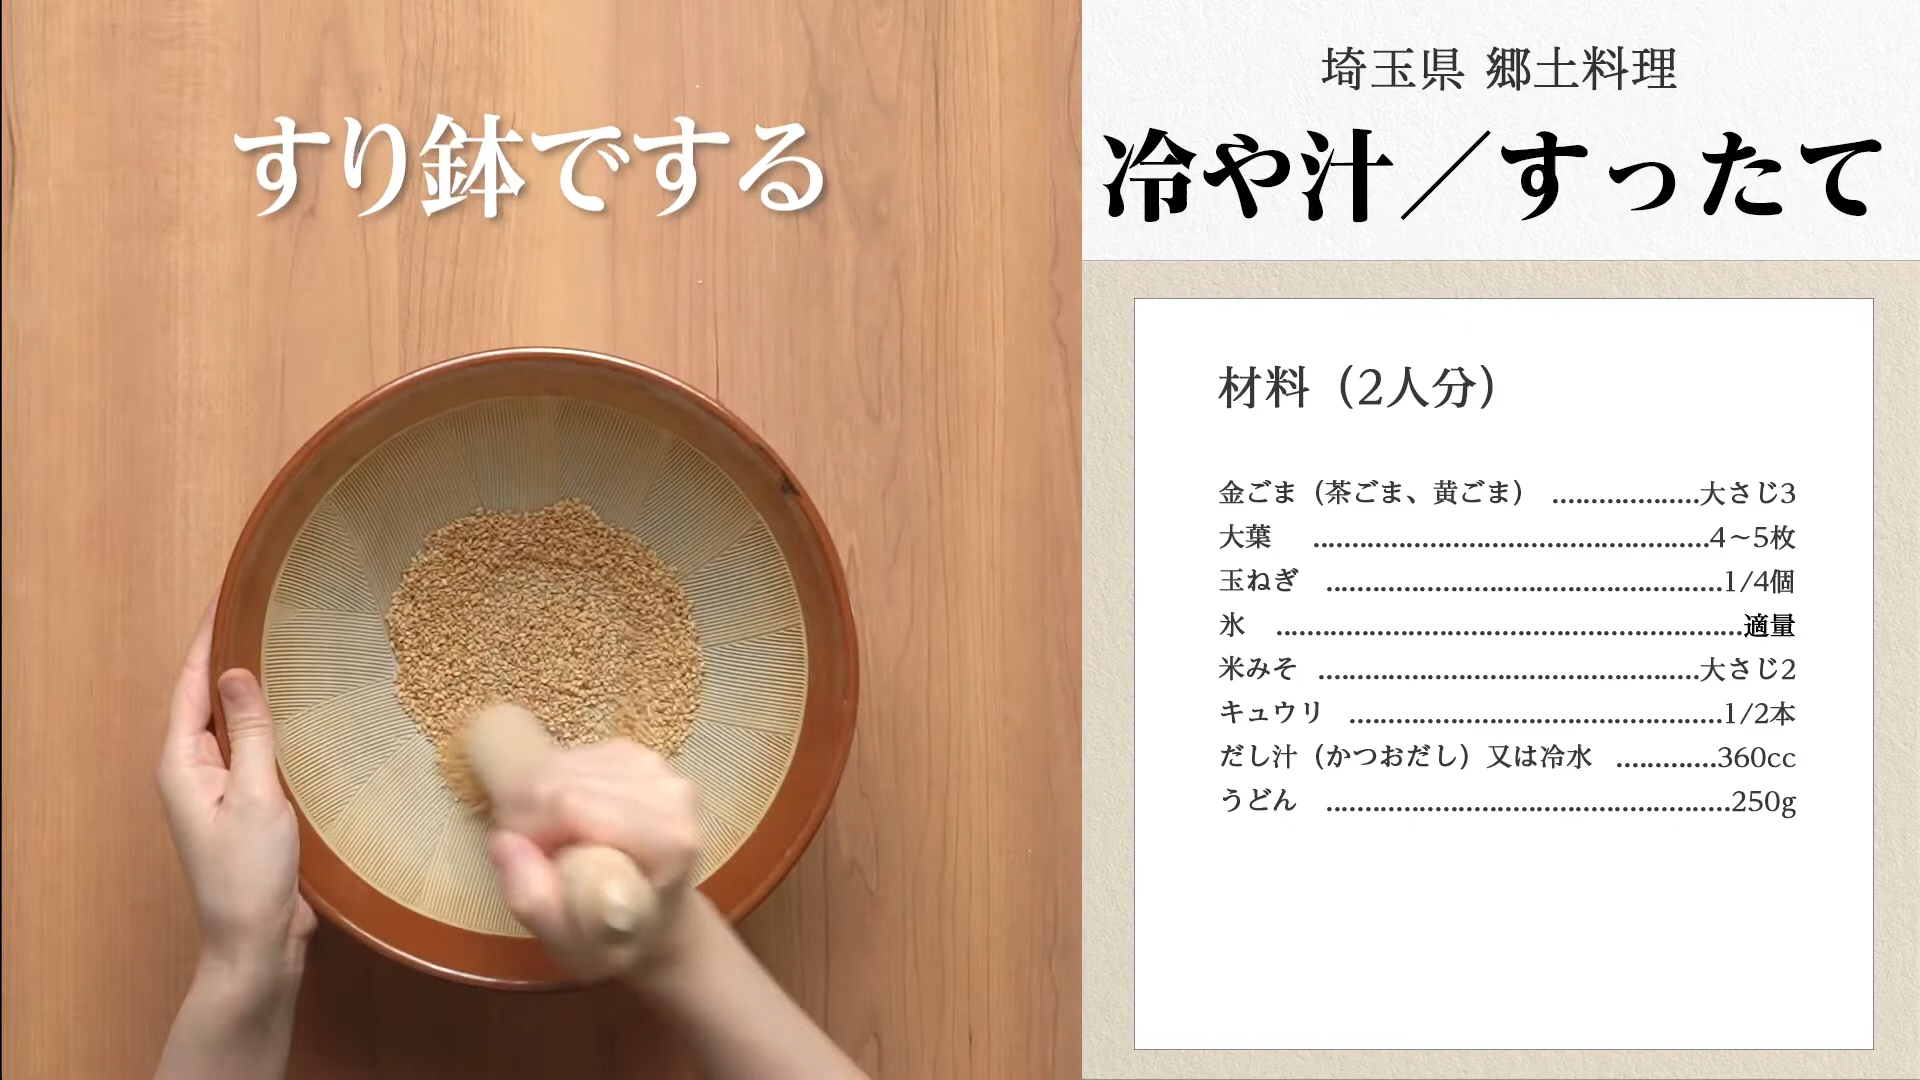 すり鉢でする
埼玉県 郷土料理
冷や汁／すったて
材料（2人分）
金ごま（茶ごま、黄ごま）...................大さじ3
大葉...................................................4～5枚
玉ねぎ...................................................1/4個
氷............................................................適量
米みそ.................................................大さじ2
キュウリ................................................1/2本
だし汁（かつおだし）又は冷水.............360cc
うどん....................................................250g